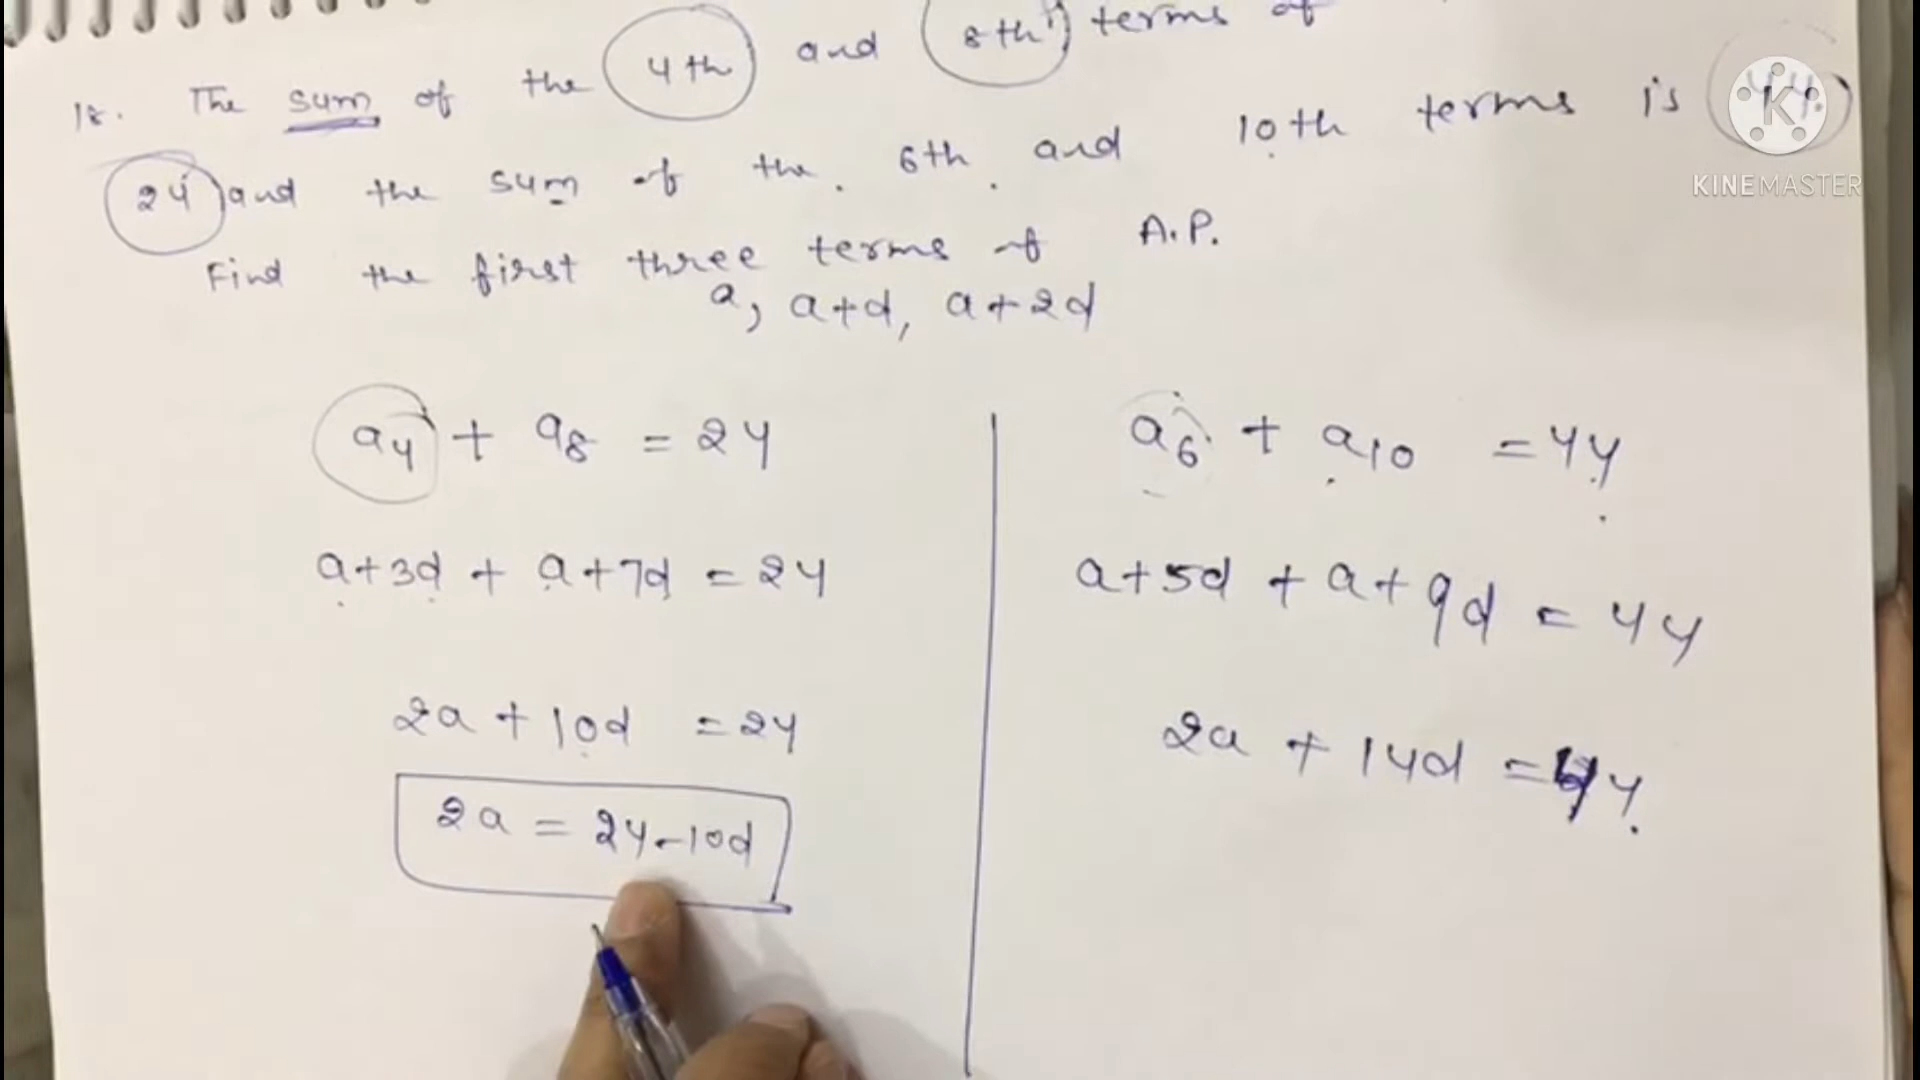 18. The sum of the 4th and 8th terms of
24 and the sum of the 6th and 10th terms is 44.
Find the first three terms of A.P.
a, a+d, a+2d
a4 + a8 = 24
a+3d + a+7d = 24
2a + 10d = 24
2a = 24-10d
a6 + a10 = 44
a+5d + a+9d = 44
2a + 14d = 44
K
KINEMASTER